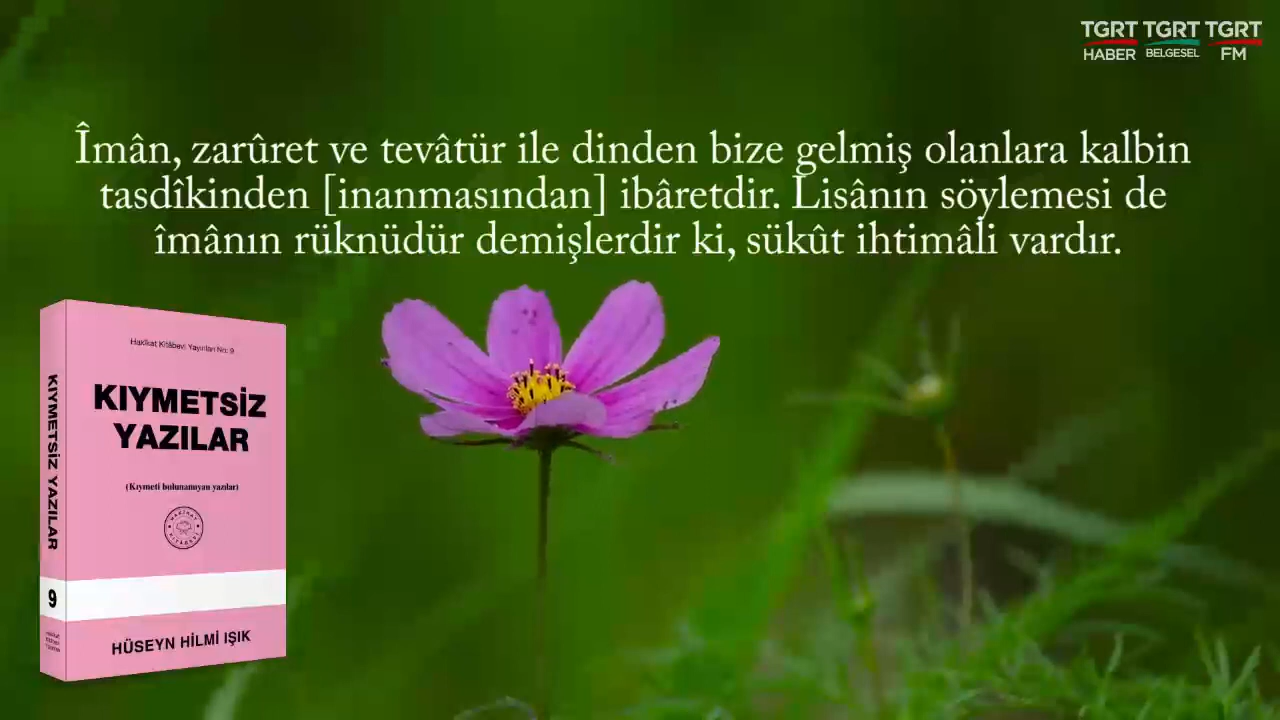 TGRT TGRT TGRT
HABER BELGESEL FM
Îmân, zarûret ve tevâtür ile dinden bize gelmiş olanlara kalbin
tasdîkinden [inanmasından] ibâretdir. Lisânın söylemesi de
îmânın rüknüdür demişlerdir ki, sükût ihtimâli vardır.
Hakîkat Kitâbevi Yayınları No: 9
KIYMETSİZ
YAZILAR
(Kıymeti bulunamıyan yazılar)
HÜSEYN HİLMİ IŞIK
KIYMETSİZ YAZILAR
9